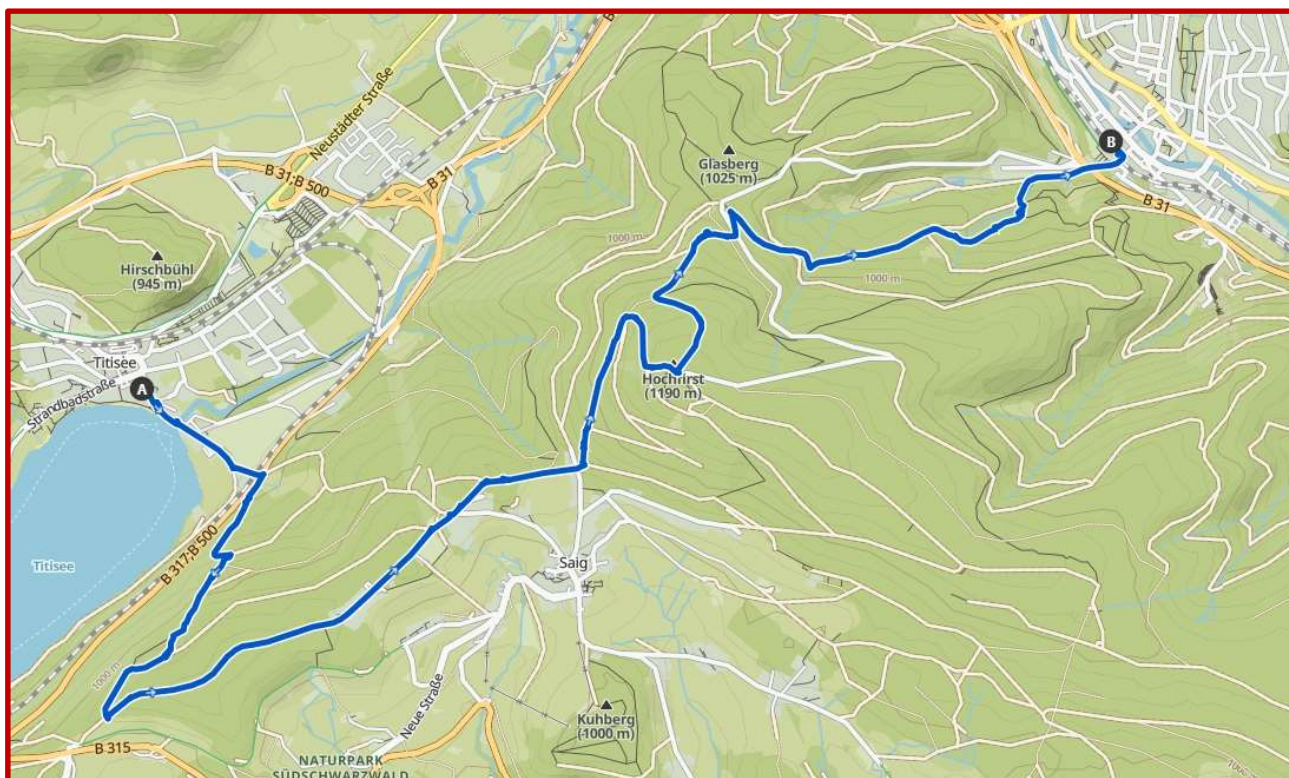 B 31;B 500
Neustädter Straße
B 31
Glasberg
(1025 m)
B
B 31
1000 m
1000 m
Hirschbühl
(945 m)
Titisee
A
Strandbadstraße
Hochfirst
(1190 m)
B 317;B 500
Titisee
Saig
1000 m
Neue Straße
Kuhberg
(1000 m)
B 315
NATURPARK
SÜDSCHWARZWALD
1000 m